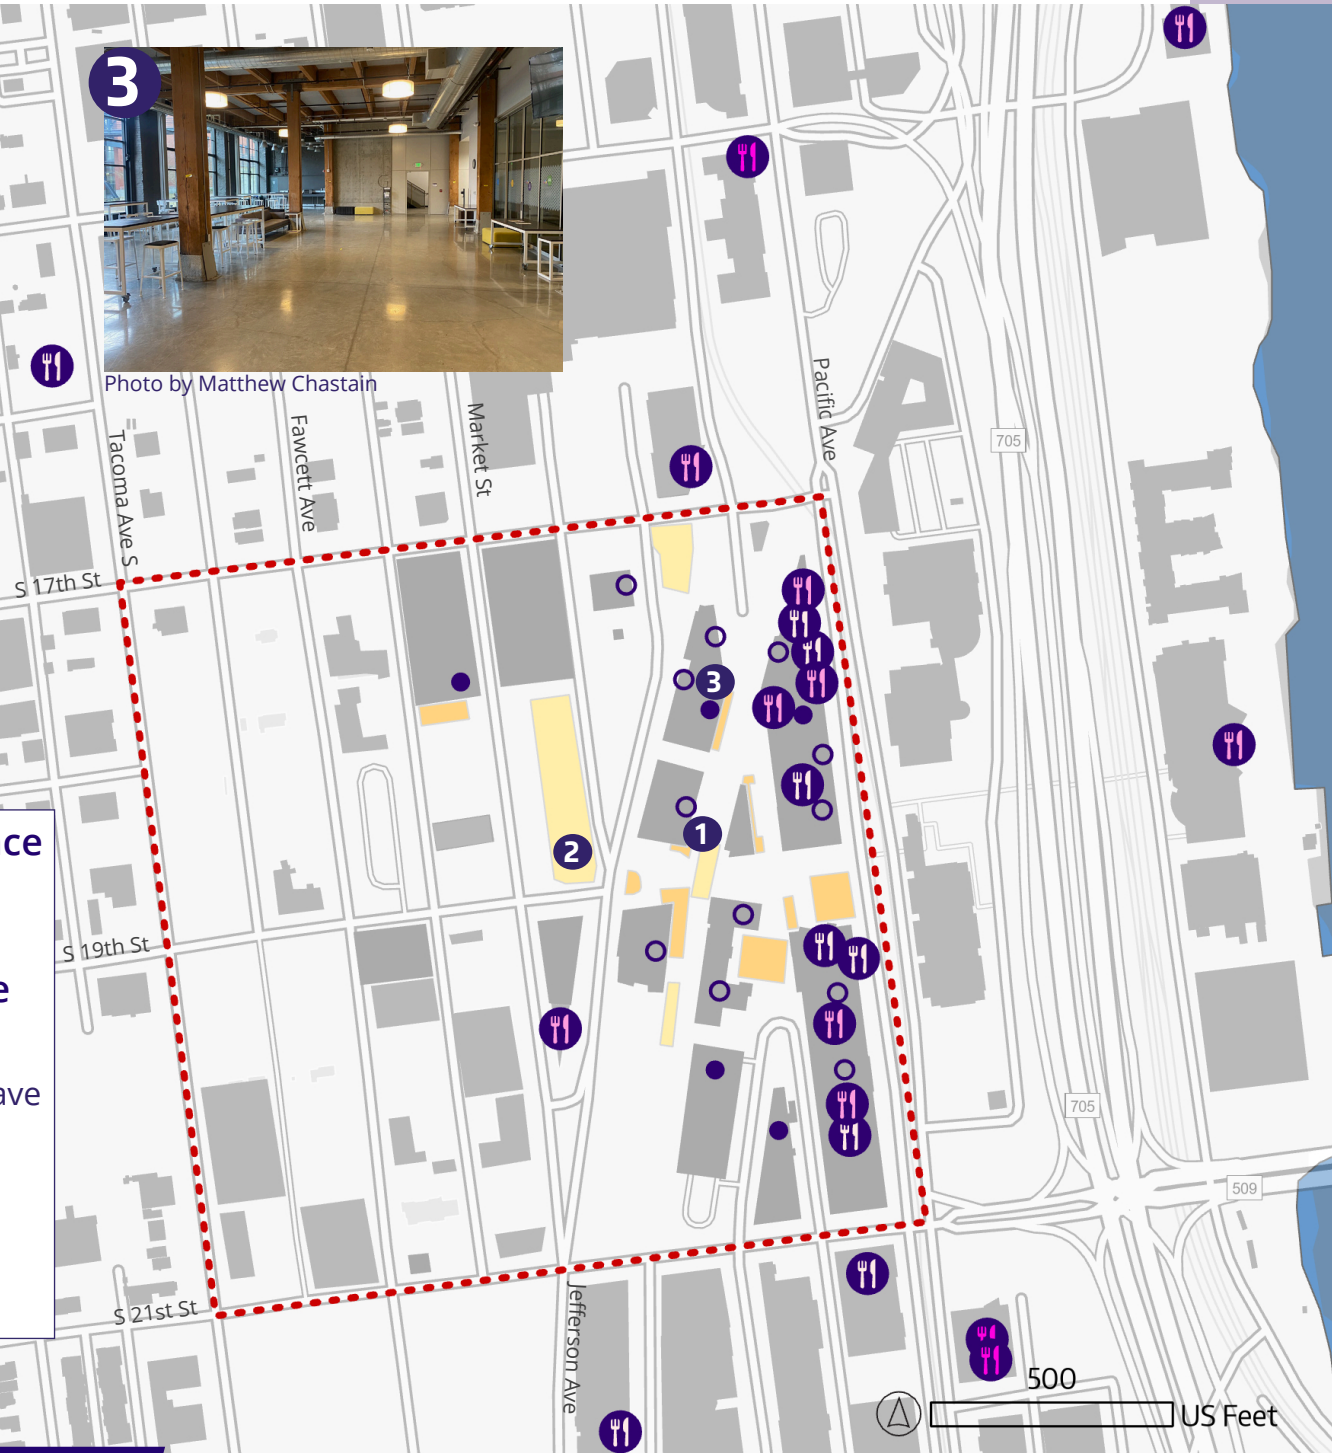 3
Photo by Matthew Chastain
Pacific Ave
Market St
Fawcett Ave
Tacoma Ave S
705
S 17th St
3
1
2
ce
S 19th St
e
ave
705
509
S 21st St
Jefferson Ave
500
US Feet